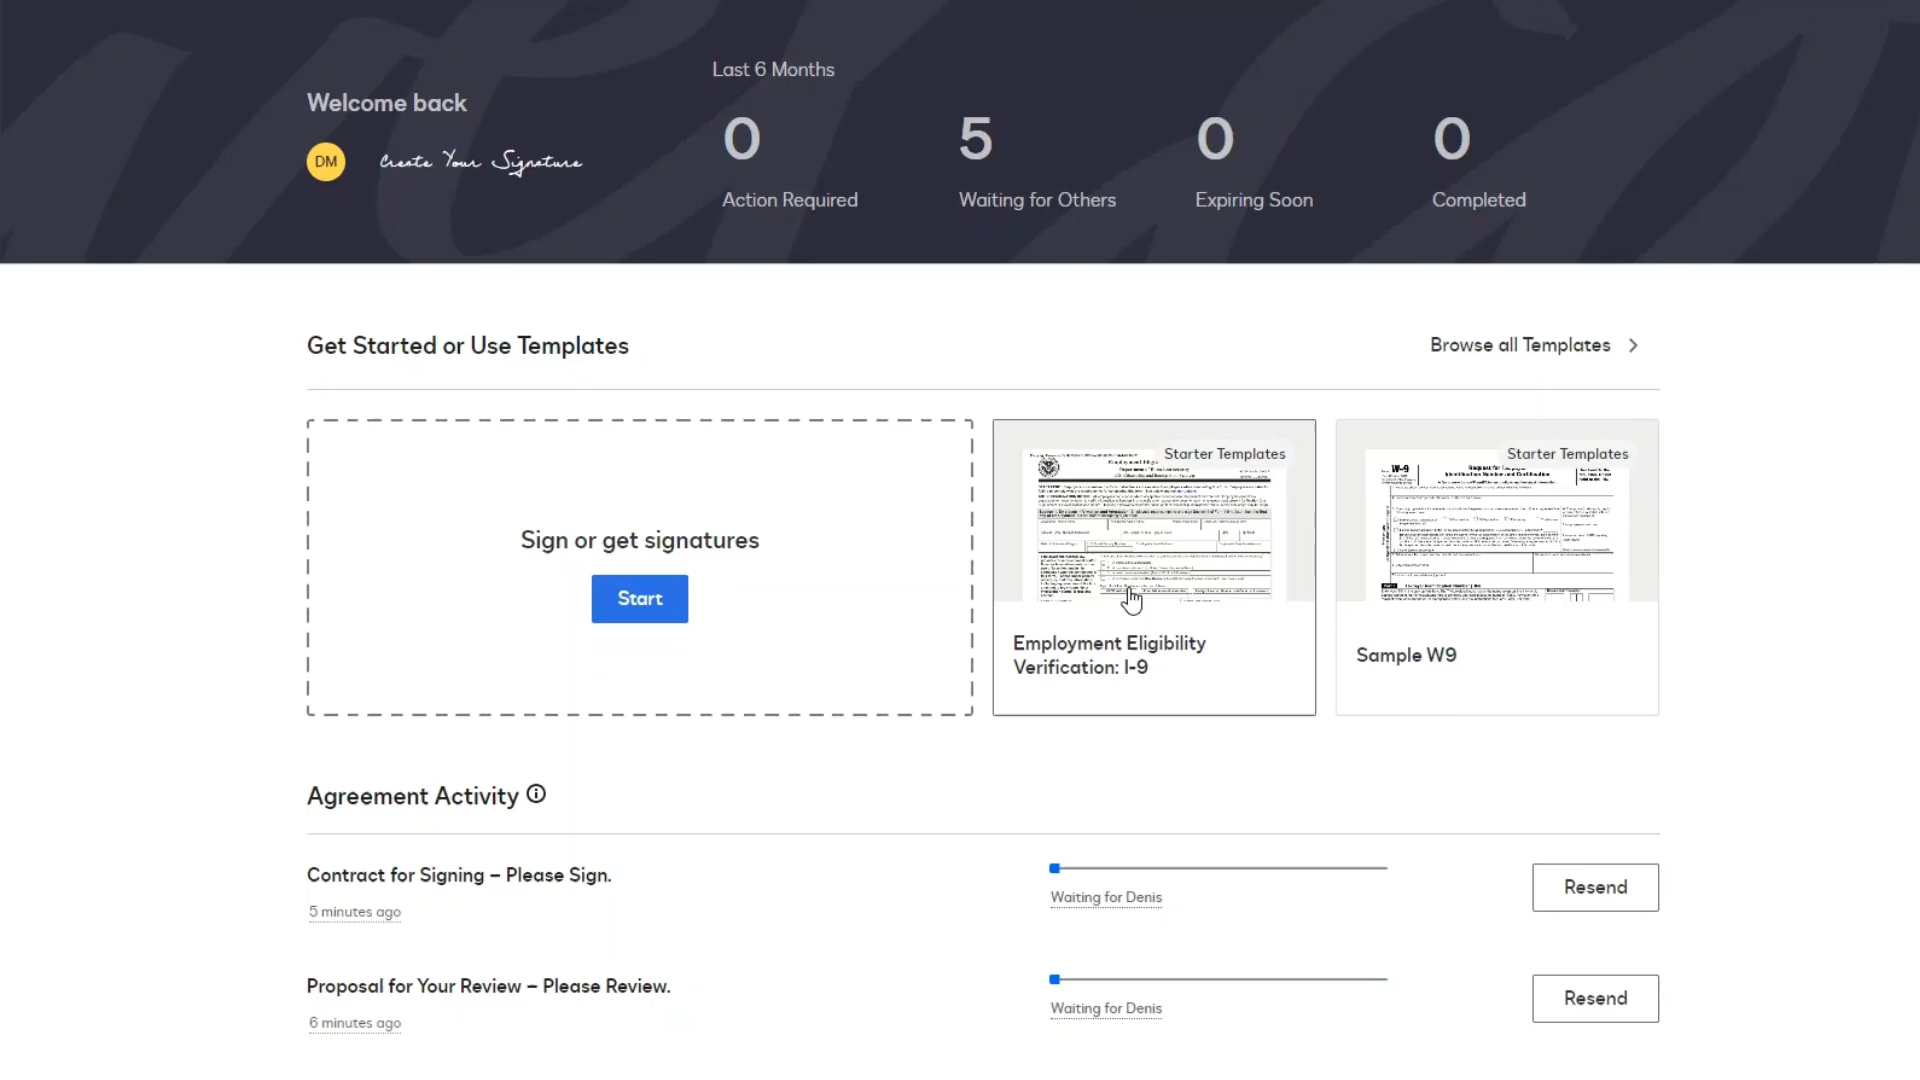 Last 6 Months
Welcome back
DM
Create Your Signature
0
5
0
0
Action Required
Waiting for Others
Expiring Soon
Completed
Get Started or Use Templates
Browse all Templates
Sign or get signatures
Start
Starter Templates
Employment Eligibility
Verification: I-9
Starter Templates
W-9
Sample W9
Agreement Activity
Contract for Signing – Please Sign.
5 minutes ago
Waiting for Denis
Resend
Proposal for Your Review – Please Review.
6 minutes ago
Waiting for Denis
Resend